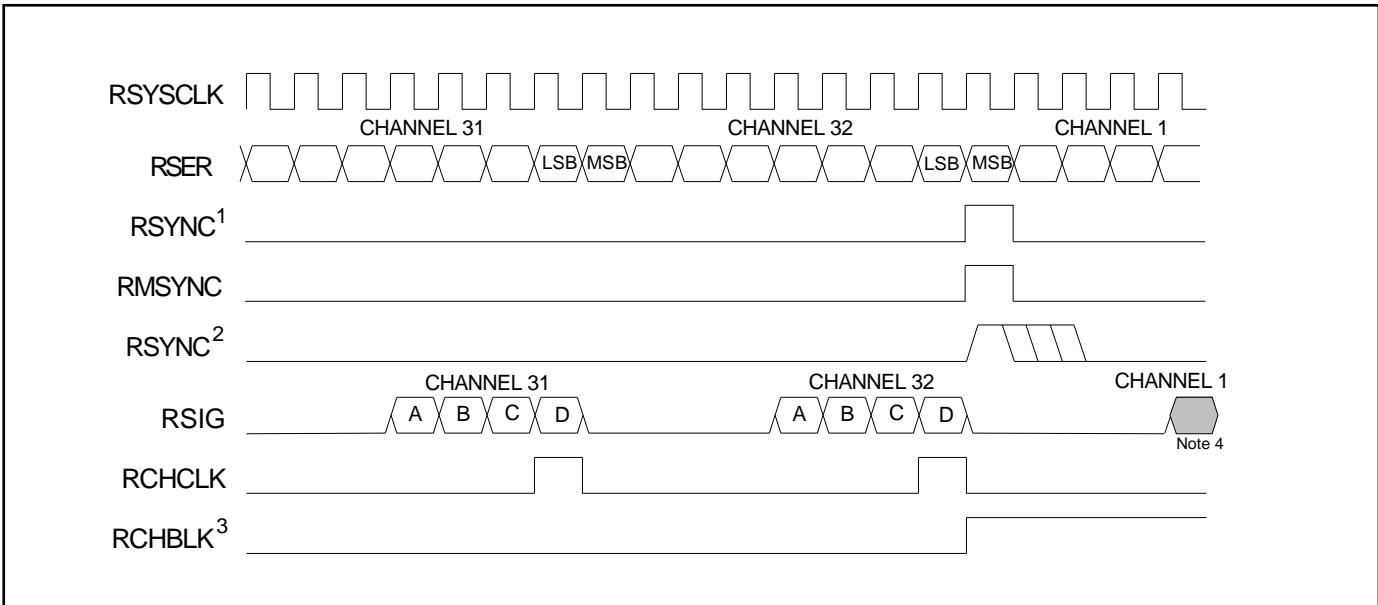 RSYSCLK
CHANNEL 31 CHANNEL 32 CHANNEL 1
RSER LSB MSB LSB MSB
RSYNC1
RMSYNC
RSYNC2
CHANNEL 31 CHANNEL 32 CHANNEL 1
RSIG A B C D A B C D
Note 4
RCHCLK
RCHBLK3